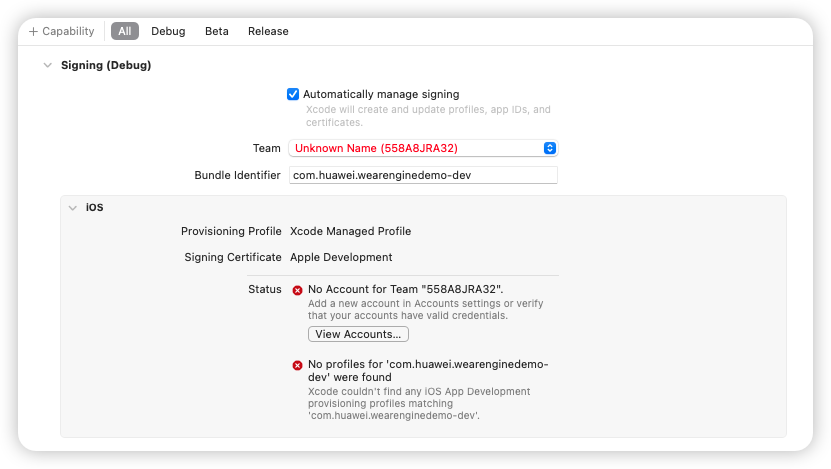 + Capability All Debug Beta Release
Signing (Debug)
Automatically manage signing
Xcode will create and update profiles, app IDs, and
certificates.
Team Unknown Name (558A8JRA32)
Bundle Identifier com.huawei.wearenginedemo-dev
iOS
Provisioning Profile Xcode Managed Profile
Signing Certificate Apple Development
Status No Account for Team "558A8JRA32".
Add a new account in Accounts settings or verify
that your accounts have valid credentials.
View Accounts...
No profiles for 'com.huawei.wearenginedemo-
dev' were found
Xcode couldn't find any iOS App Development
provisioning profiles matching
'com.huawei.wearenginedemo-dev'.